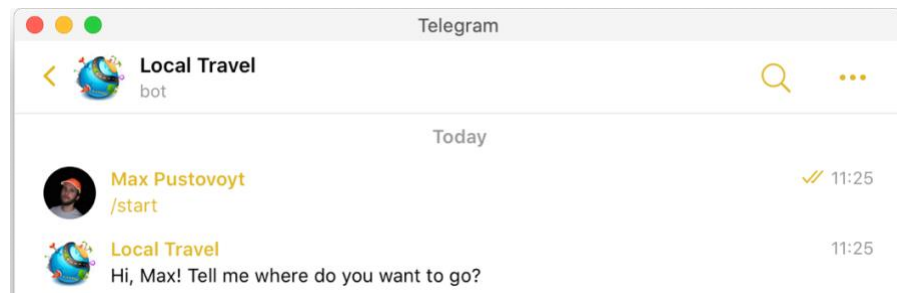 Telegram
Local Travel
bot
Today
Max Pustovoyt
11:25
/start
Local Travel
11:25
Hi, Max! Tell me where do you want to go?